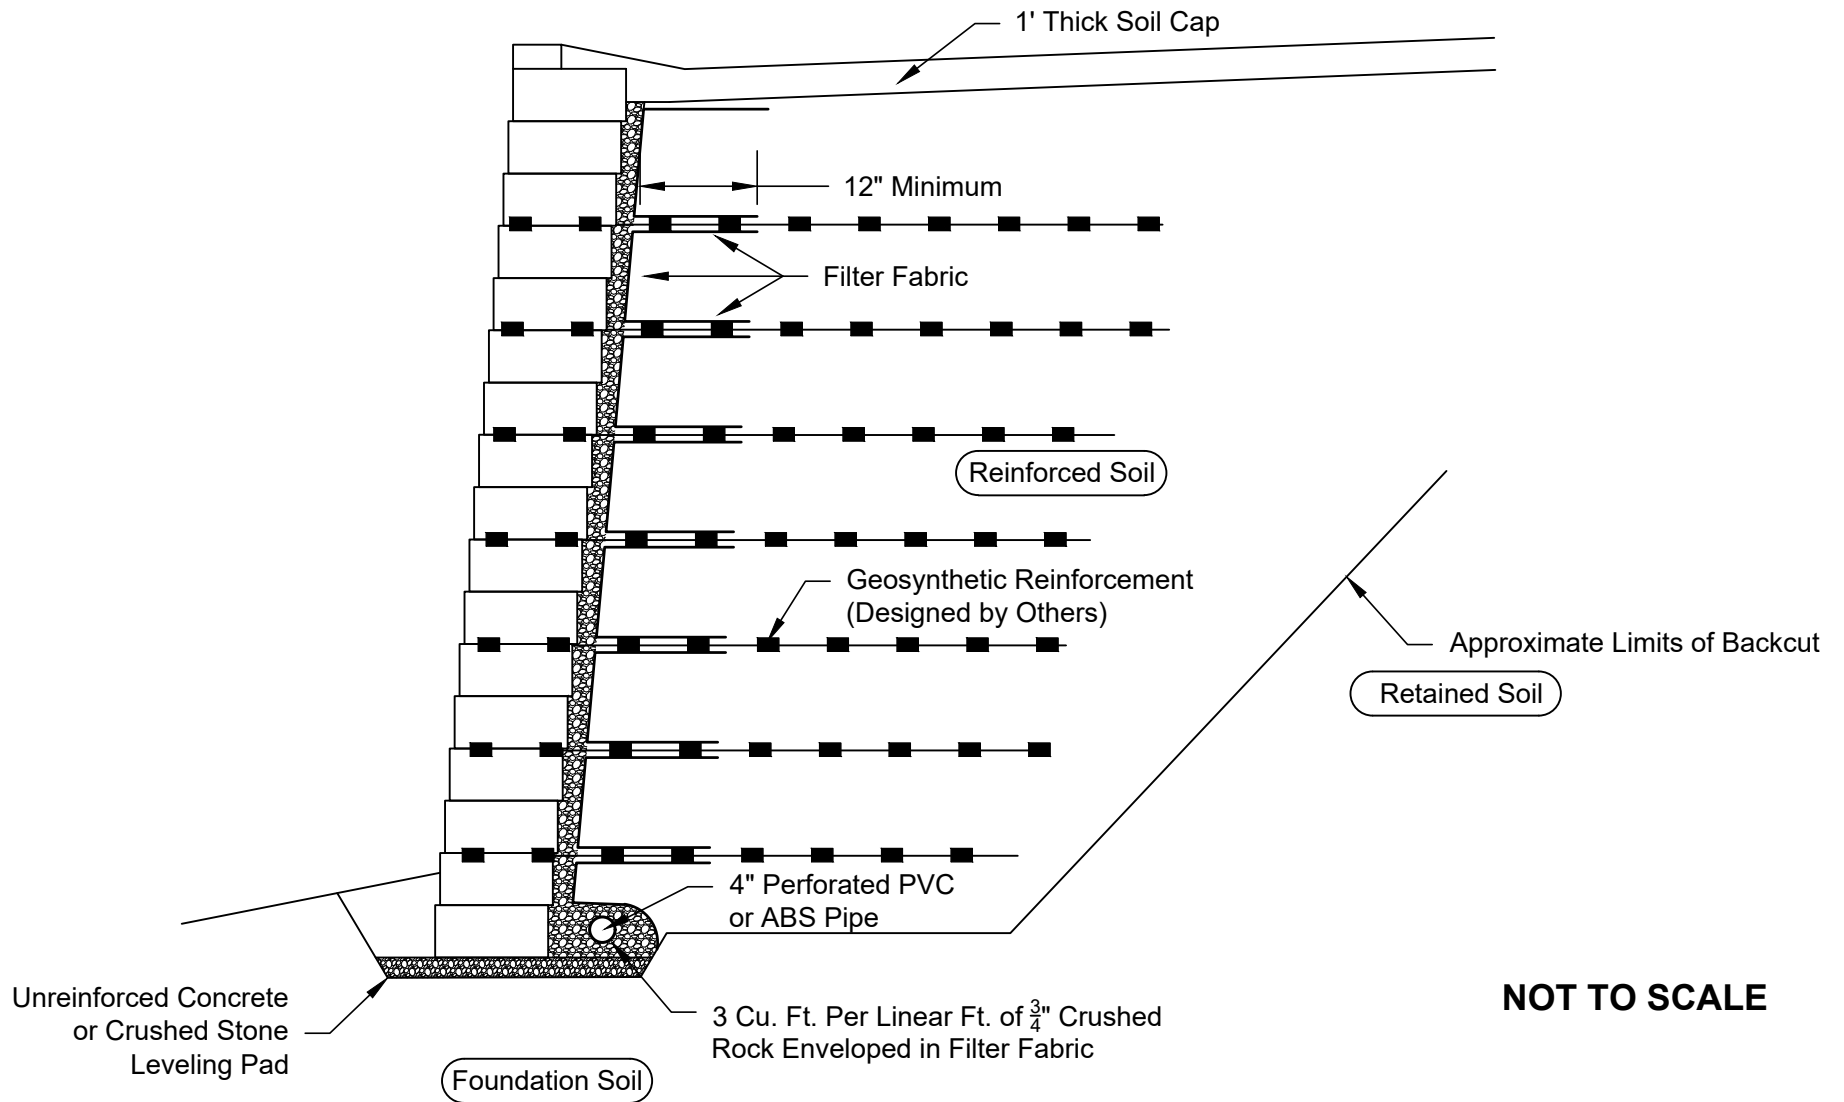 1' Thick Soil Cap
12" Minimum
Filter Fabric
Reinforced Soil
Geosynthetic Reinforcement
(Designed by Others)
Approximate Limits of Backcut
Retained Soil
4" Perforated PVC
or ABS Pipe
Unreinforced Concrete
or Crushed Stone
Leveling Pad
3 Cu. Ft. Per Linear Ft. of 3/4" Crushed
Rock Enveloped in Filter Fabric
NOT TO SCALE
Foundation Soil